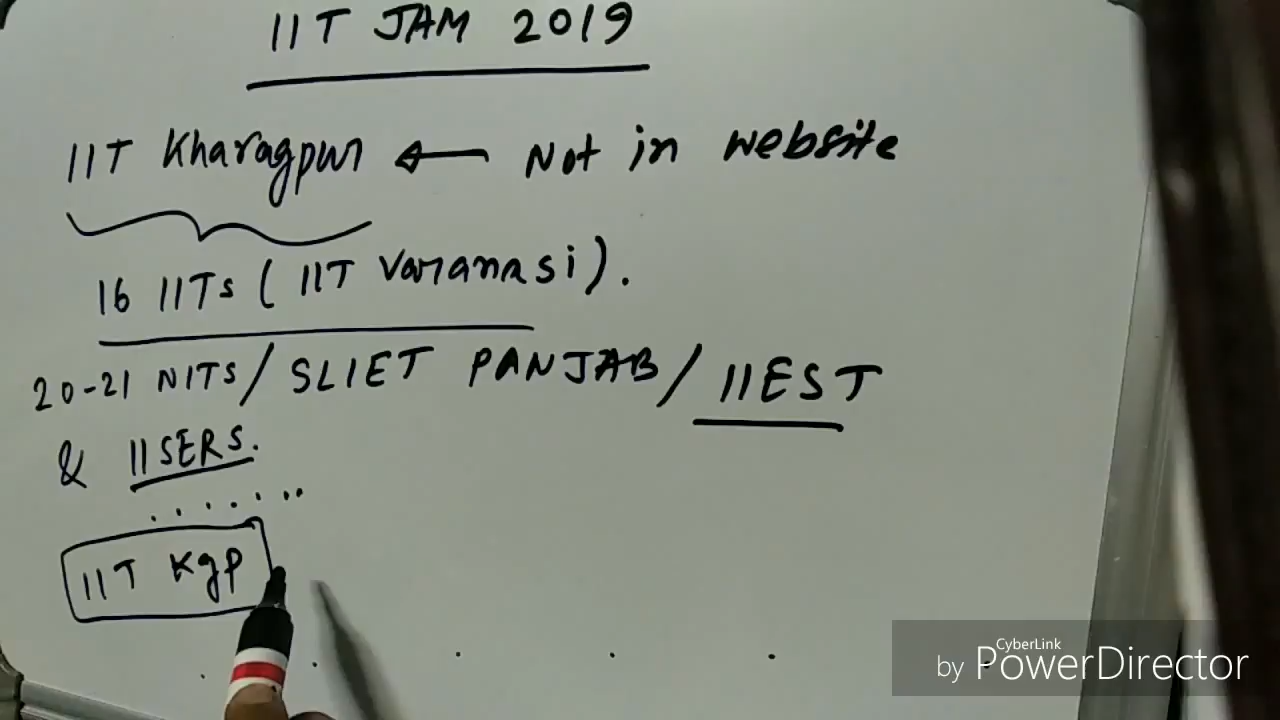 IIT JAM 2019
IIT Kharagpur ← Not in website
16 IITs ( IIT Varanasi).
20-21 NITs / SLIET PANJAB / IIEST
& IISERS.
IIT Kgp
CyberLink
by PowerDirector